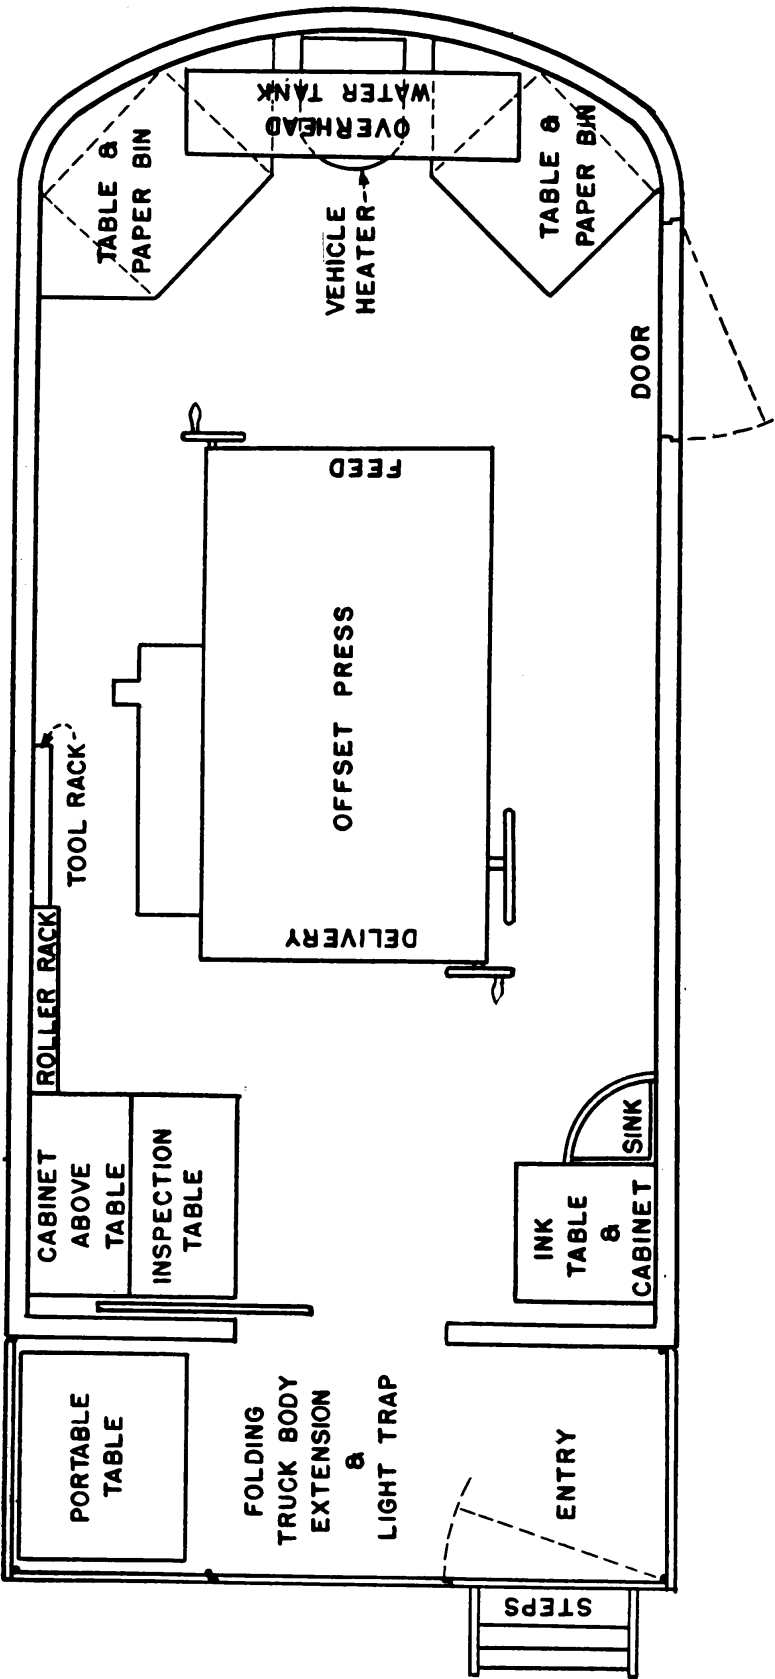 TABLE &
PAPER BIN
OVERHEAD
WATER TANK
TABLE &
PAPER BIN
VEHICLE
HEATER
DOOR
FEED
OFFSET PRESS
DELIVERY
TOOL RACK
ROLLER RACK
CABINET
ABOVE
TABLE
INSPECTION
TABLE
SINK
INK
TABLE
&
CABINET
PORTABLE
TABLE
FOLDING
TRUCK BODY
EXTENSION
&
LIGHT TRAP
ENTRY
STEPS